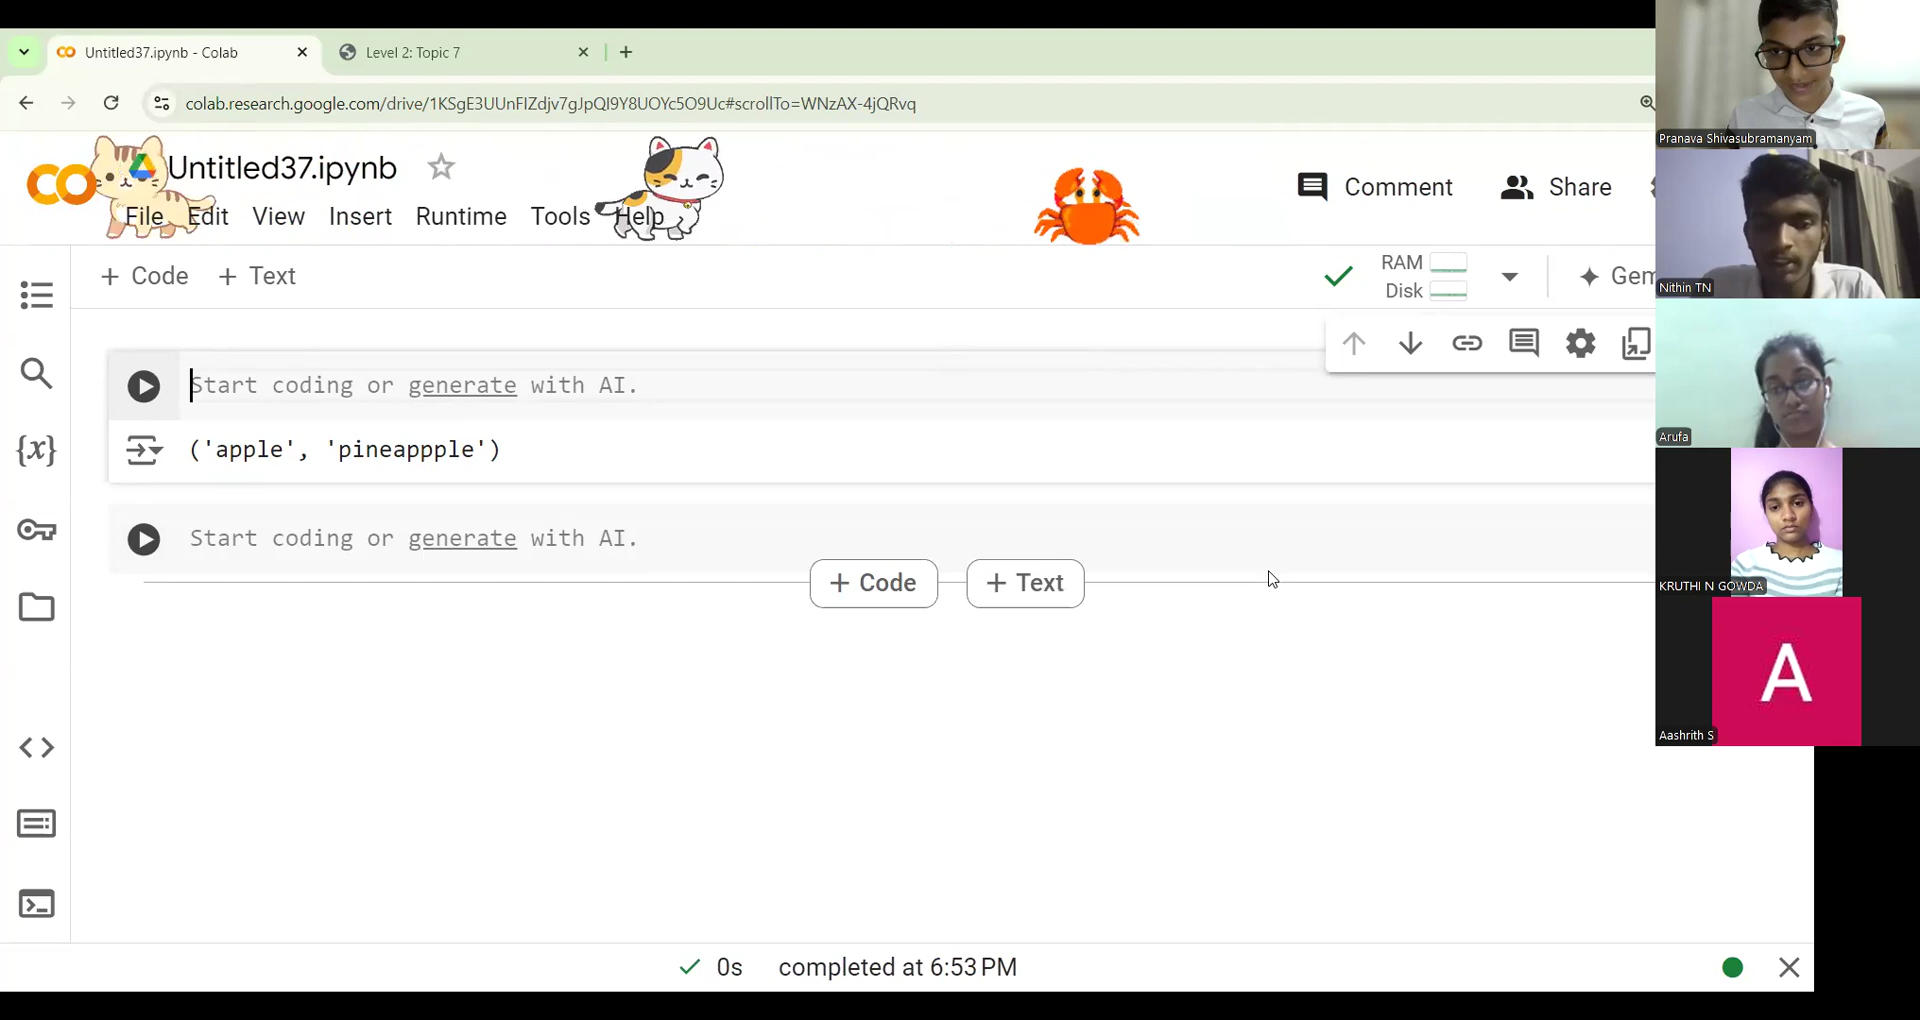 Untitled37.ipynb - Colab
Level 2: Topic 7
colab.research.google.com/drive/1KSgE3UUnFIZdjv7gJpQI9Y8UOYc5O9Uc#scrollTo=WNzAX-4jQRvq
CO
Untitled37.ipynb
Comment
Share
File Edit View Insert Runtime Tools Help
+ Code + Text
RAM
Disk
Gem
Start coding or generate with AI.
('apple', 'pineappple')
Start coding or generate with AI.
+ Code
+ Text
{x}
0s completed at 6:53 PM
Pranava Shivasubramanyam
Nithin TN
Arufa
KRUTHI N GOWDA
A
Aashrith S